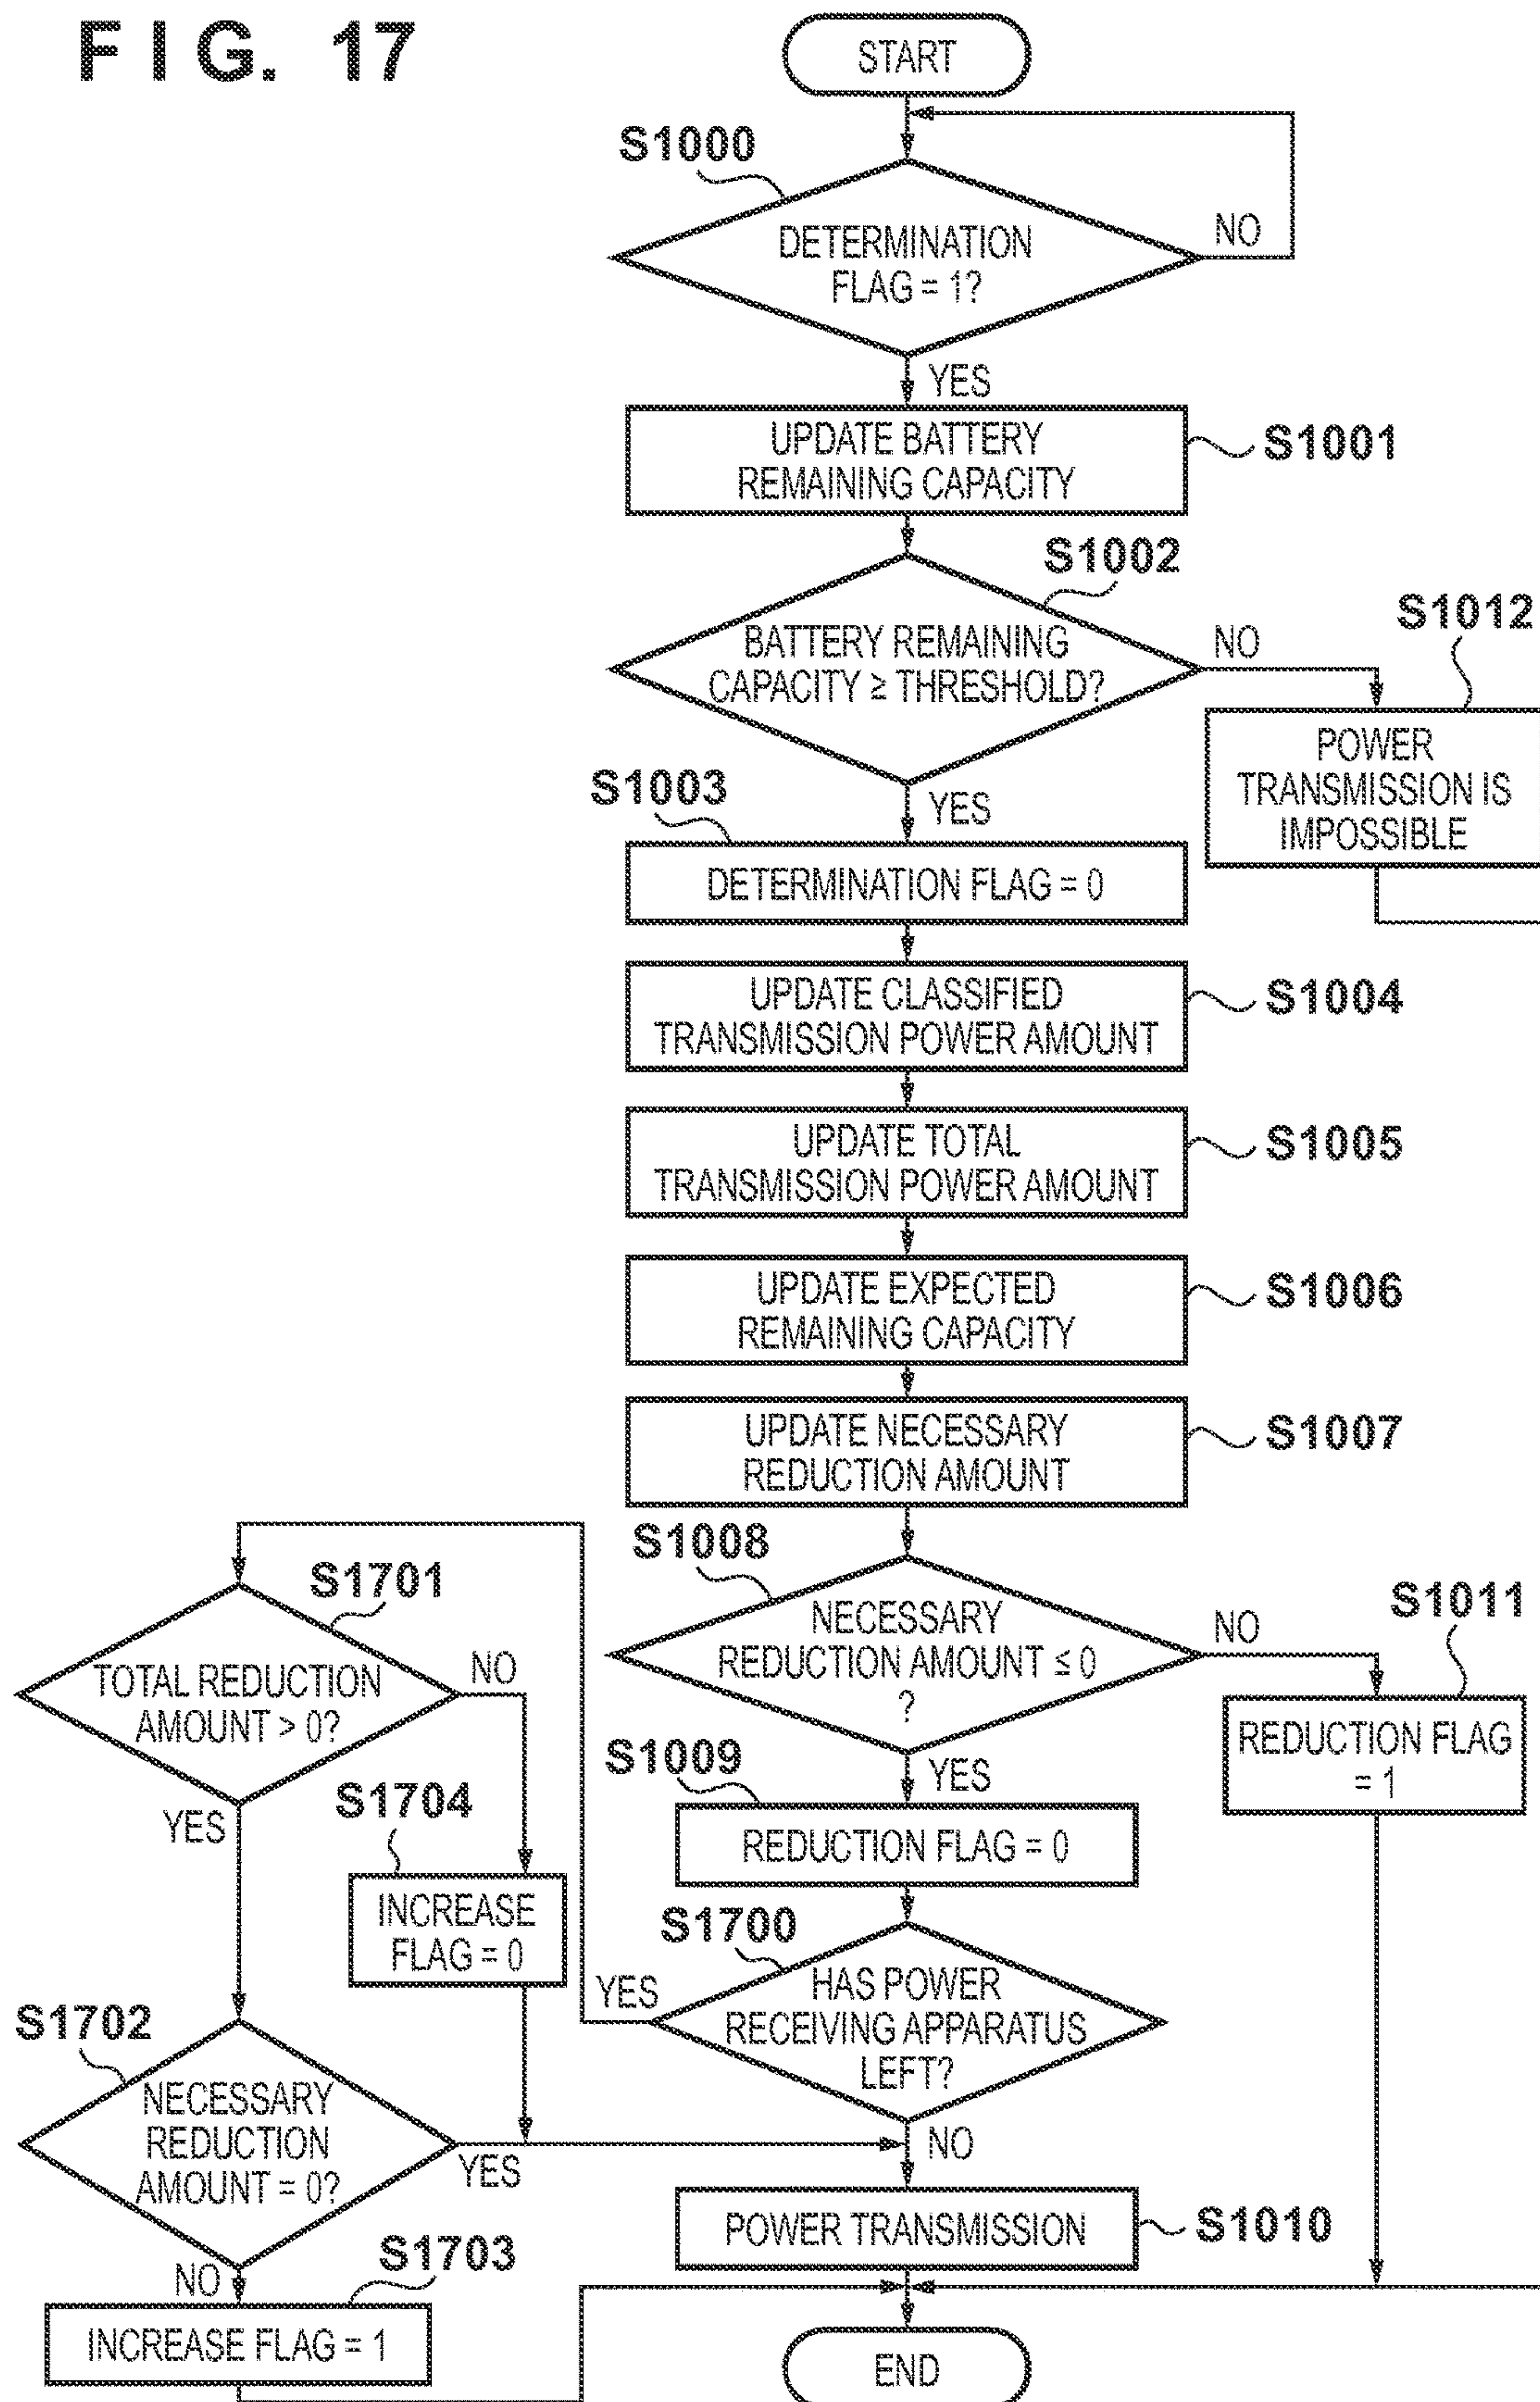 FIG. 17
START
S1000
DETERMINATION
FLAG = 1?
NO
YES
UPDATE BATTERY
REMAINING CAPACITY
S1001
S1002
BATTERY REMAINING
CAPACITY ≥ THRESHOLD?
NO
S1012
POWER
TRANSMISSION IS
IMPOSSIBLE
YES
S1003
DETERMINATION FLAG = 0
UPDATE CLASSIFIED
TRANSMISSION POWER AMOUNT
S1004
UPDATE TOTAL
TRANSMISSION POWER AMOUNT
S1005
UPDATE EXPECTED
REMAINING CAPACITY
S1006
UPDATE NECESSARY
REDUCTION AMOUNT
S1007
S1008
NECESSARY
REDUCTION AMOUNT ≤ 0
?
NO
S1011
REDUCTION FLAG
= 1
YES
S1009
REDUCTION FLAG = 0
S1700
HAS POWER
RECEIVING APPARATUS
LEFT?
YES
NO
S1701
TOTAL REDUCTION
AMOUNT > 0?
NO
YES
S1704
INCREASE
FLAG = 0
S1702
NECESSARY
REDUCTION
AMOUNT = 0?
YES
NO
S1703
INCREASE FLAG = 1
POWER TRANSMISSION
S1010
END